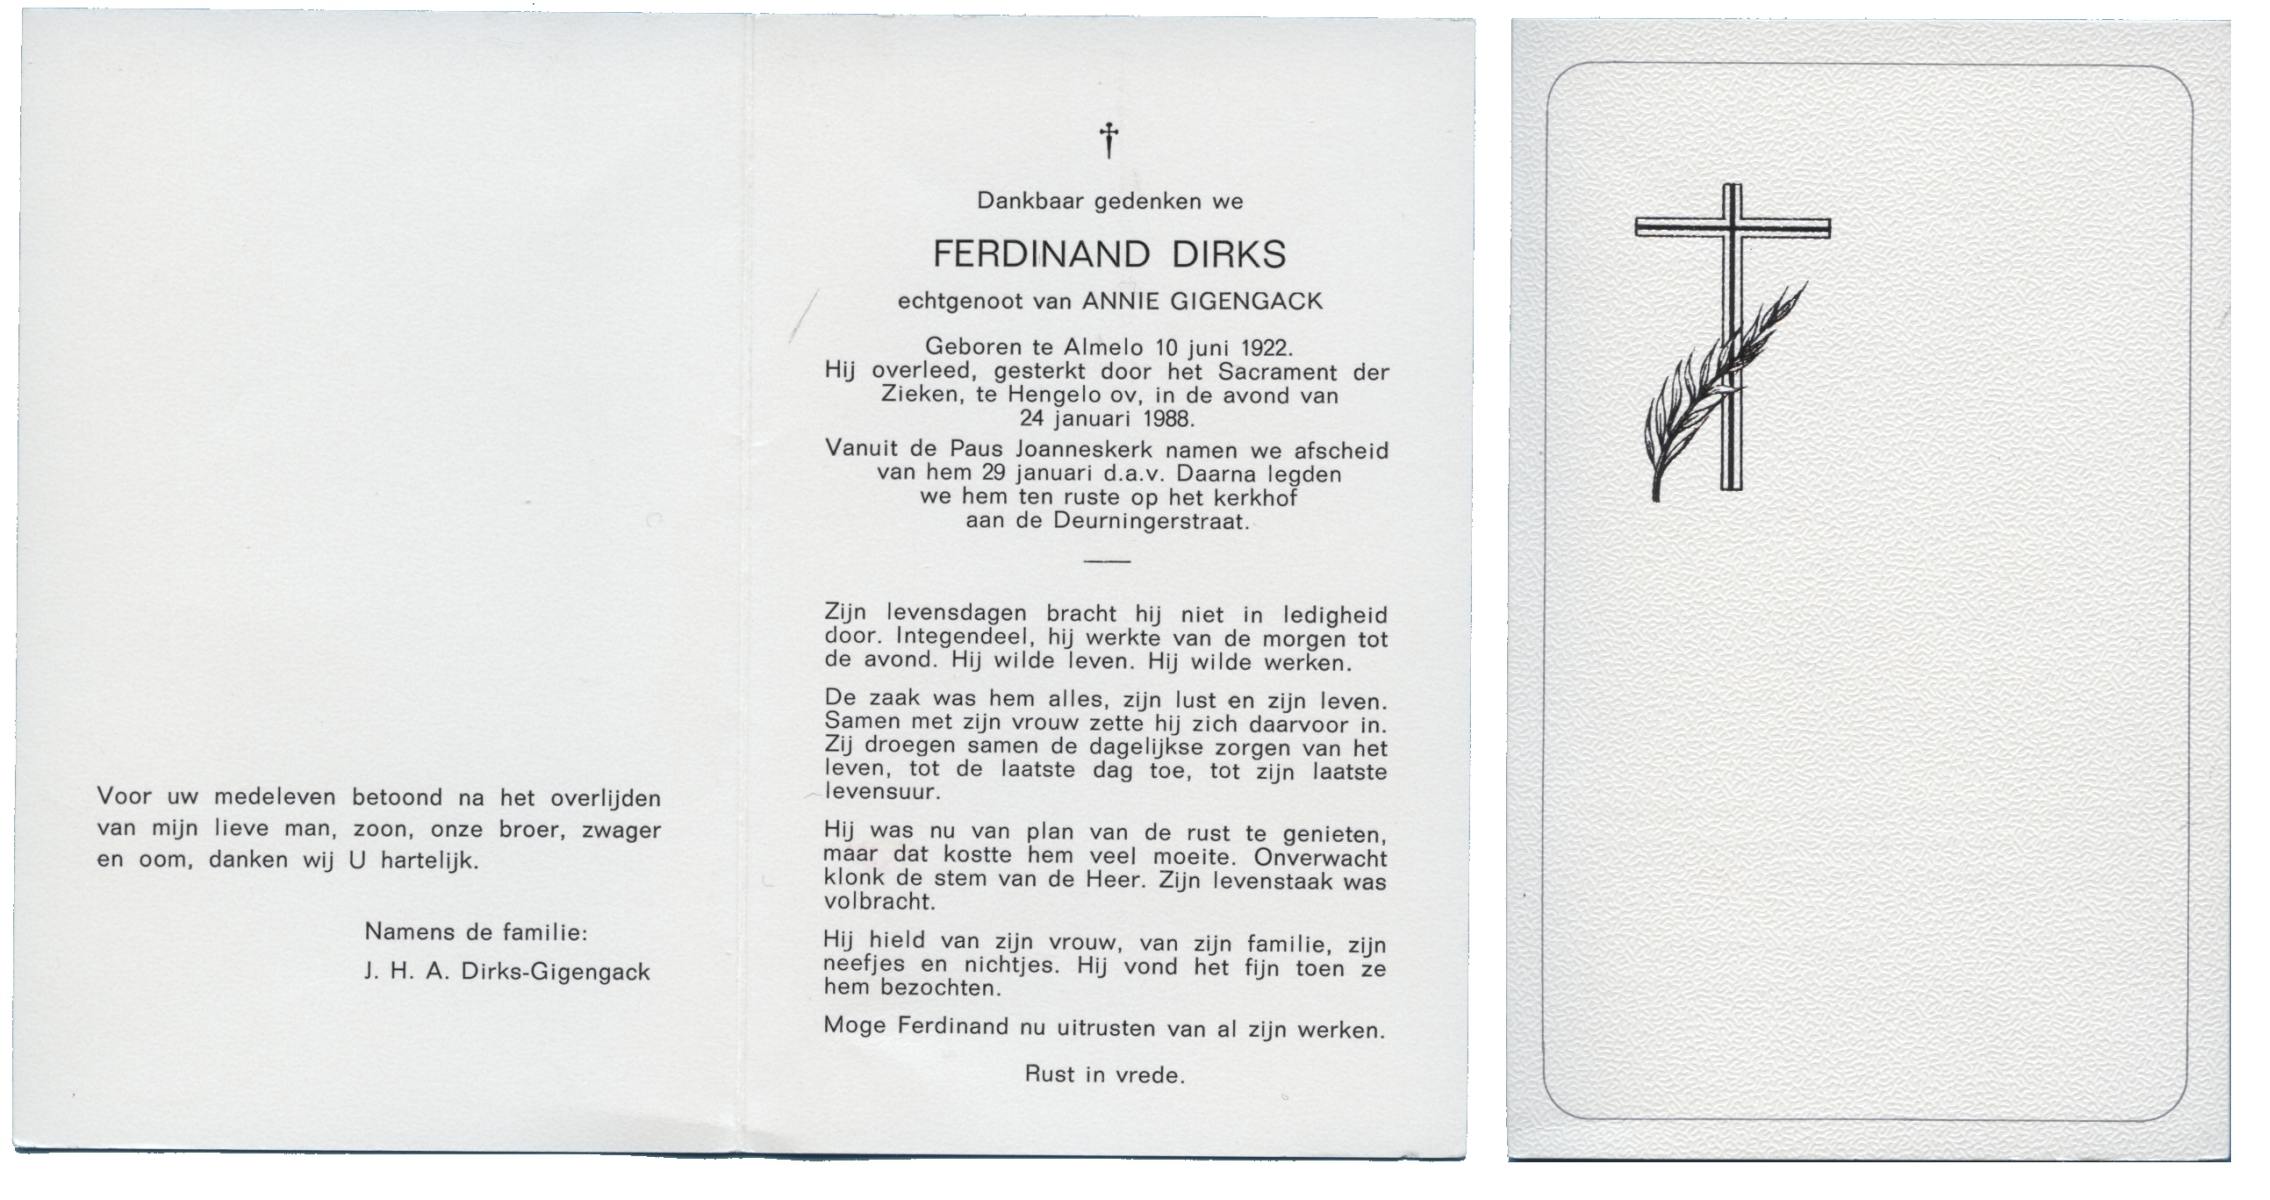 Voor uw medeleven betoond na het overlijden
van mijn lieve man, zoon, onze broer, zwager
en oom, danken wij U hartelijk.
Namens de familie:
J. H. A. Dirks-Gigengack
Dankbaar gedenken we
FERDINAND DIRKS
echtgenoot van ANNIE GIGENGACK
Geboren te Almelo 10 juni 1922.
Hij overleed, gesterkt door het Sacrament der
Zieken, te Hengelo ov, in de avond van
24 januari 1988.
Vanuit de Paus Joanneskerk namen we afscheid
van hem 29 januari d.a.v. Daarna legden
we hem ten ruste op het kerkhof
aan de Deurningerstraat.
Zijn levensdagen bracht hij niet in ledigheid
door. Integendeel, hij werkte van de morgen tot
de avond. Hij wilde leven. Hij wilde werken.
De zaak was hem alles, zijn lust en zijn leven.
Samen met zijn vrouw zette hij zich daarvoor in.
Zij droegen samen de dagelijkse zorgen van het
leven, tot de laatste dag toe, tot zijn laatste
levensuur.
Hij was nu van plan van de rust te genieten,
maar dat kostte hem veel moeite. Onverwacht
klonk de stem van de Heer. Zijn levenstaak was
volbracht.
Hij hield van zijn vrouw, van zijn familie, zijn
neefjes en nichtjes. Hij vond het fijn toen ze
hem bezochten.
Moge Ferdinand nu uitrusten van al zijn werken.
Rust in vrede.